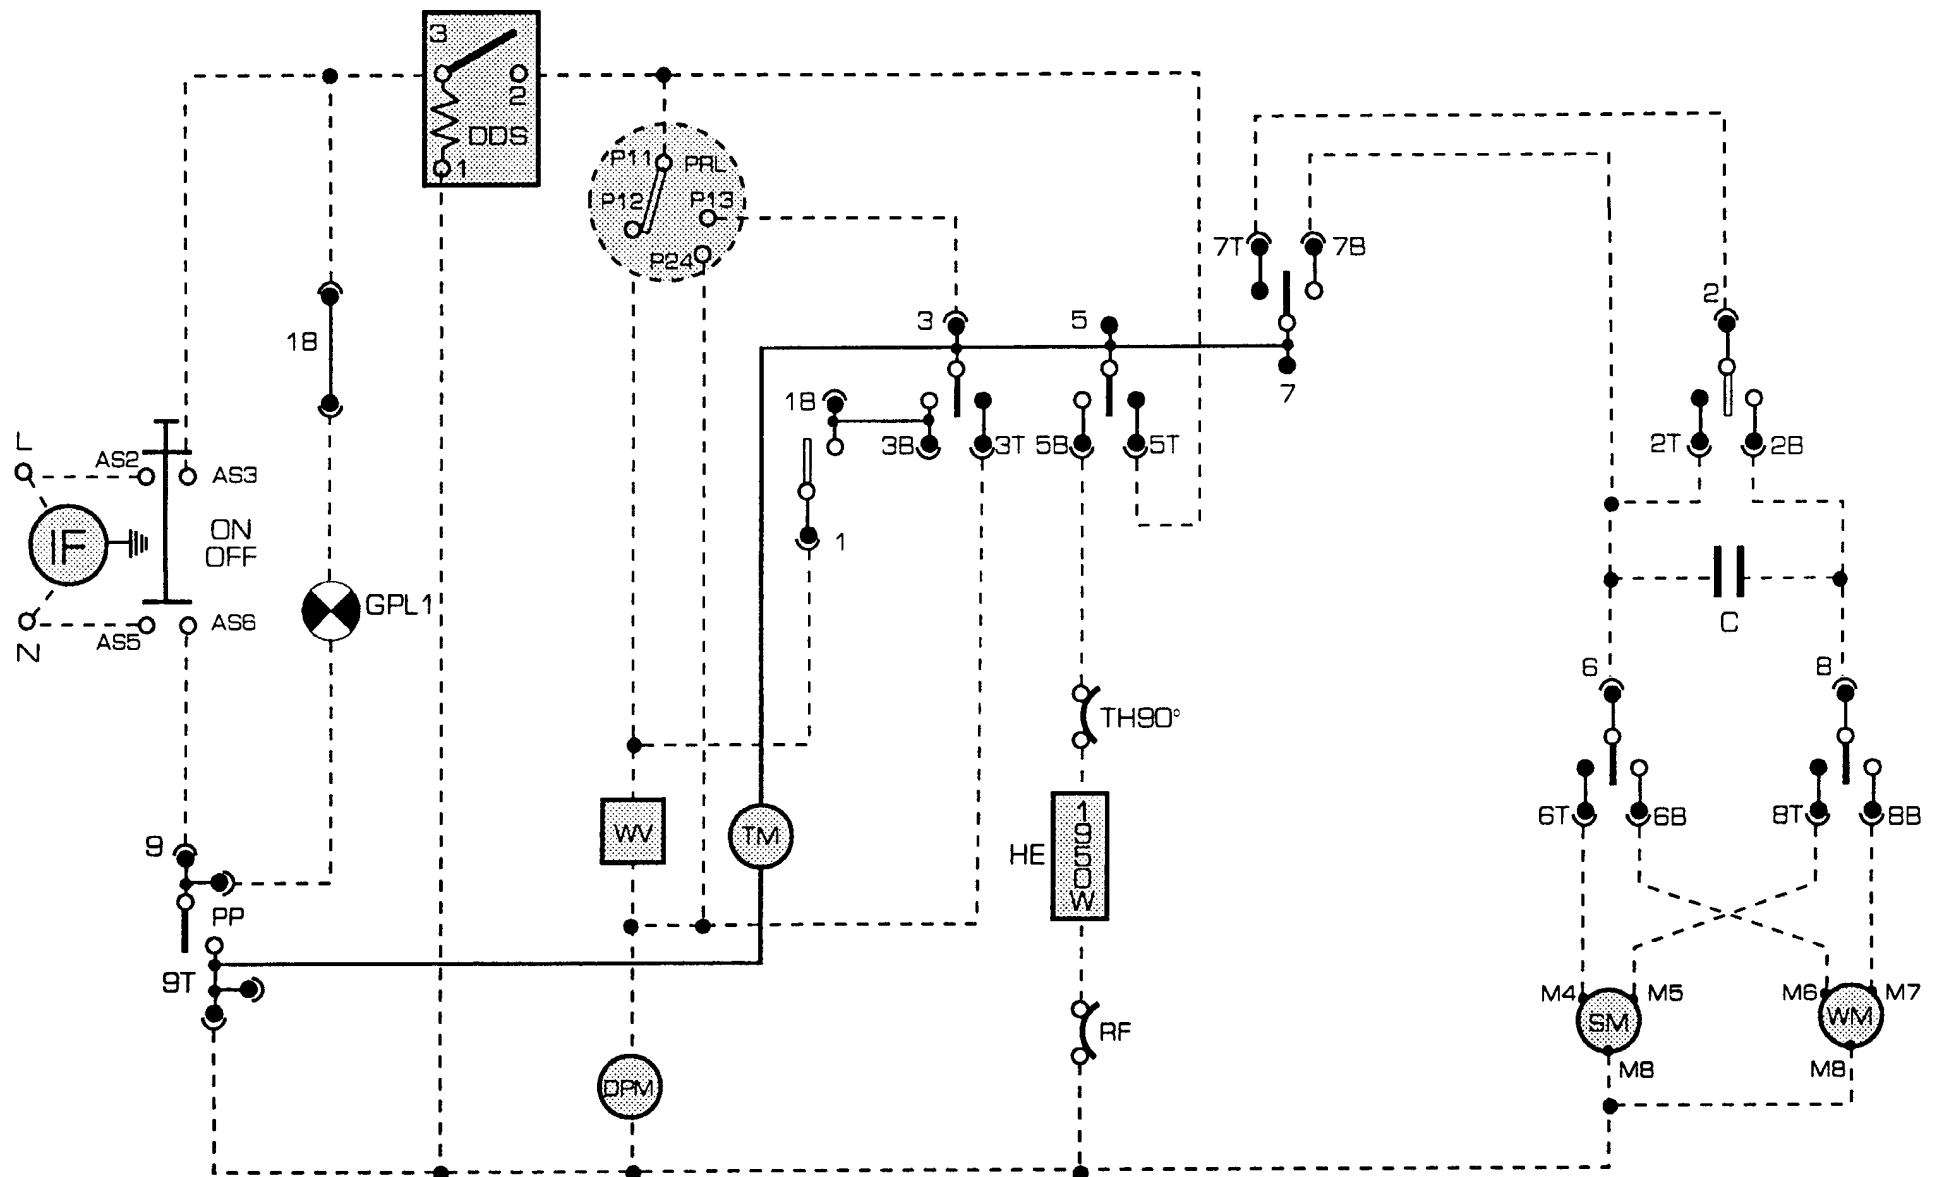 3
2
DDS
1
P11
PRL
P12
P13
P24
7T
7B
2
3
5
1B
7
1B
3B
3T
5B
5T
2T
2B
L
AS2
AS3
ON
OFF
IF
1
GPL1
AS5
AS6
N
C
6
8
TH90°
WV
TM
HE
1950W
6T
6B
8T
8B
9
PP
9T
M4
M5
M6
M7
SM
WM
RF
M8
M8
DPM